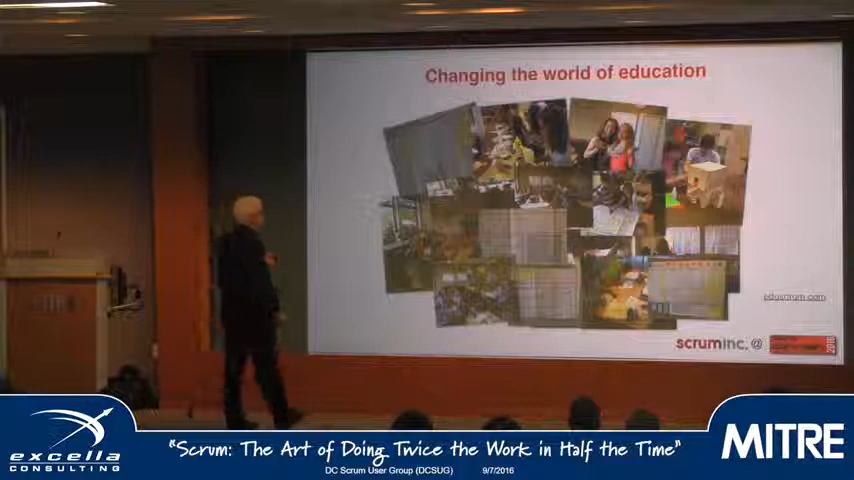 Changing the world of education
eduscrum.com
scruminc. @
2016
excella
CONSULTING
"Scrum: The Art of Doing Twice the Work in Half the Time"
DC Scrum User Group (DCSUG) 9/7/2016
MITRE